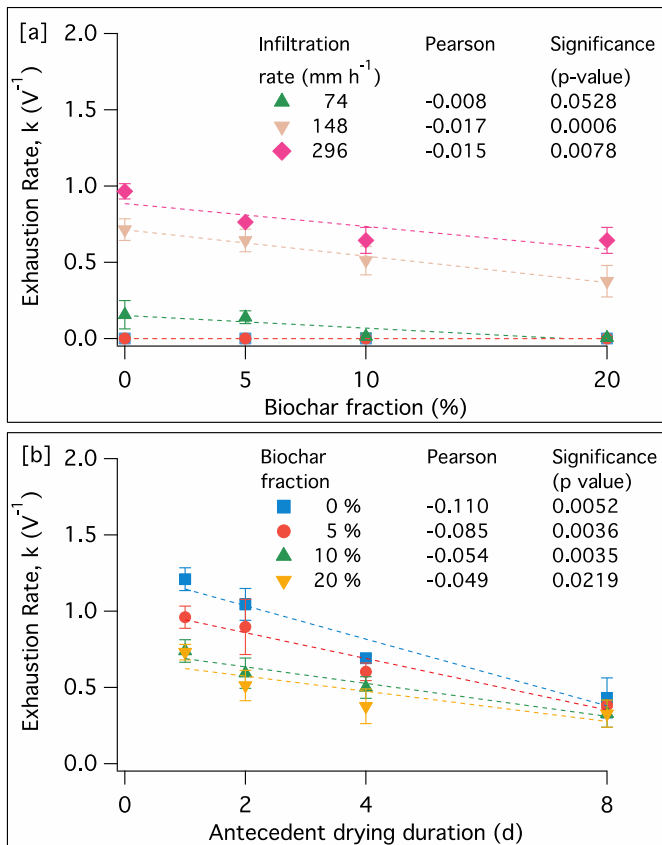 [a]
2.0
1.5
1.0
0.5
0.0
Exhaustion Rate, k (V⁻¹)
Infiltration Pearson Significance
rate (mm h⁻¹) (p-value)
74 -0.008 0.0528
148 -0.017 0.0006
296 -0.015 0.0078
0 5 10 20
Biochar fraction (%)
[b]
2.0
1.5
1.0
0.5
0.0
Exhaustion Rate, k (V⁻¹)
Biochar Pearson Significance
fraction (p value)
0 % -0.110 0.0052
5 % -0.085 0.0036
10 % -0.054 0.0035
20 % -0.049 0.0219
0 2 4 8
Antecedent drying duration (d)